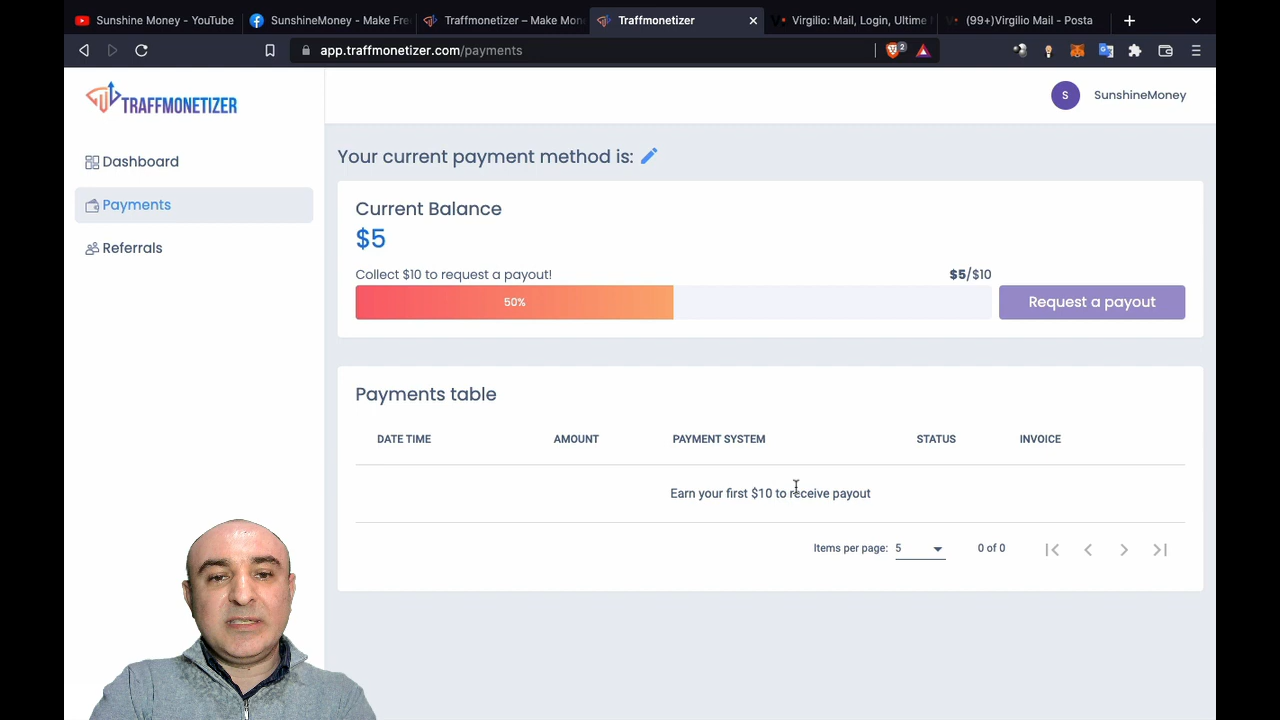 Sunshine Money - YouTube
SunshineMoney - Make Fre
Traffmonetizer – Make Mon
Traffmonetizer
Virgilio: Mail, Login, Ultime
(99+)Virgilio Mail - Posta
app.traffmonetizer.com/payments
2
TRAFFMONETIZER
S
SunshineMoney
Dashboard
Payments
Referrals
Your current payment method is:
Current Balance
$5
Collect $10 to request a payout!
$5/$10
50%
Request a payout
Payments table
DATE TIME AMOUNT PAYMENT SYSTEM STATUS INVOICE
Earn your first $10 to receive payout
Items per page: 5 0 of 0